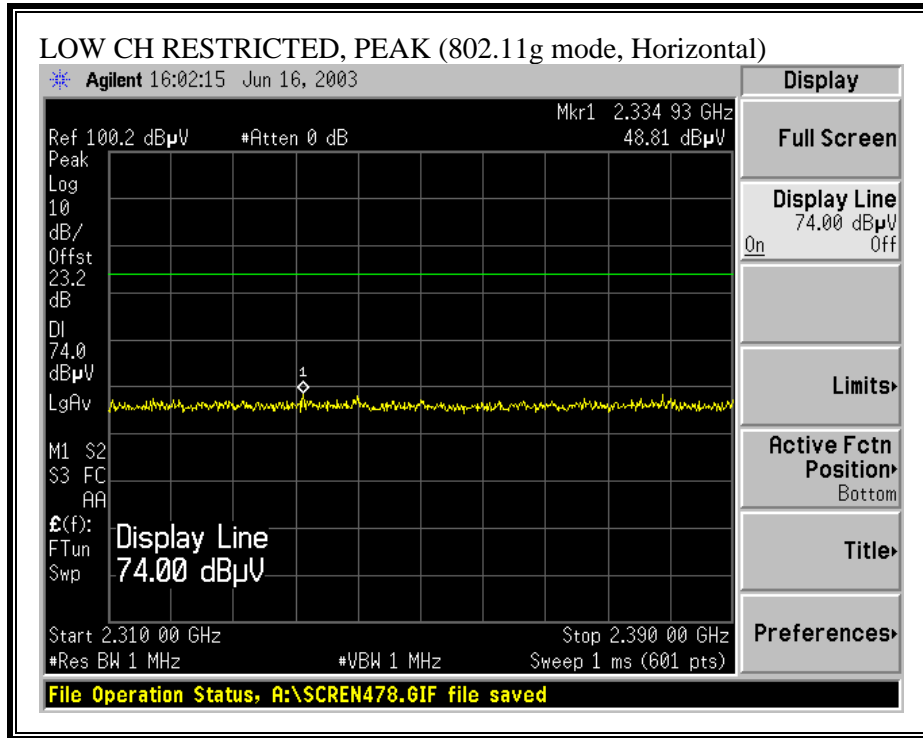 LOW CH RESTRICTED, PEAK (802.11g mode, Horizontal)
Agilent 16:02:15 Jun 16, 2003
Display
Mkr1 2.334 93 GHz
Ref 100.2 dBµV #Atten 0 dB 48.81 dBµV
Peak
Log
10
dB/
Offst
23.2
dB
DI
74.0
dBµV
LgAv
1
M1 S2
S3 FC
AA
£(f):
FTun
Swp
Display Line
74.00 dBµV
Start 2.310 00 GHz Stop 2.390 00 GHz
#Res BW 1 MHz #VBW 1 MHz Sweep 1 ms (601 pts)
File Operation Status, A:\SCREN478.GIF file saved
Full Screen
Display Line
74.00 dBµV
On Off
Limits
Active Fctn
Position
Bottom
Title
Preferences